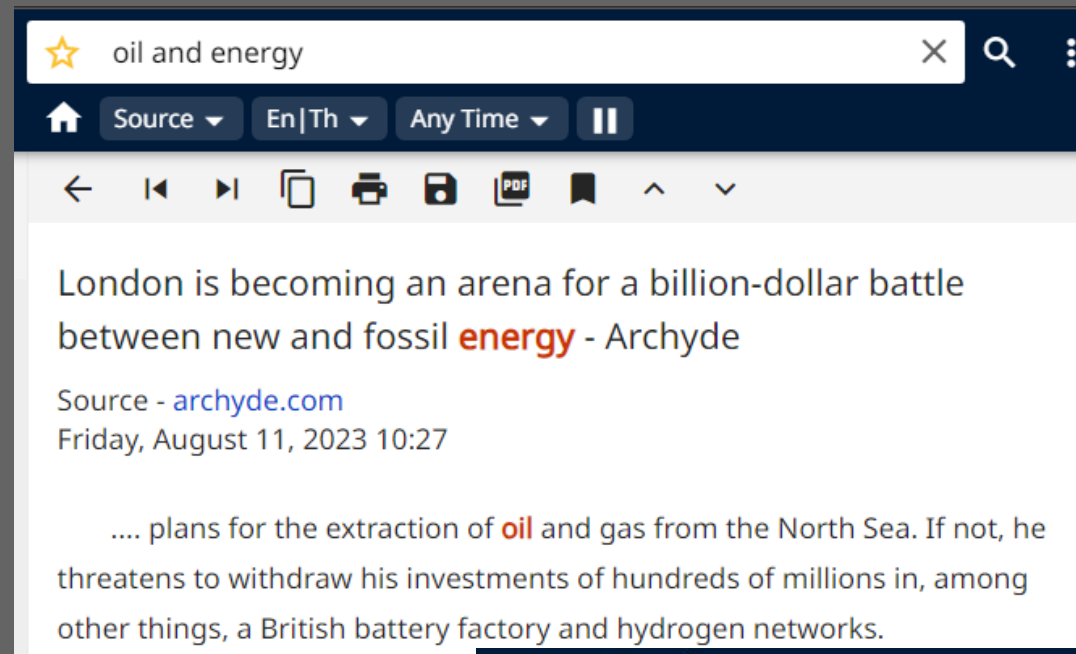 oil and energy
Source En|Th Any Time
PDF
London is becoming an arena for a billion-dollar battle
between new and fossil energy - Archyde
Source - archyde.com
Friday, August 11, 2023 10:27
.... plans for the extraction of oil and gas from the North Sea. If not, he
threatens to withdraw his investments of hundreds of millions in, among
other things, a British battery factory and hydrogen networks.